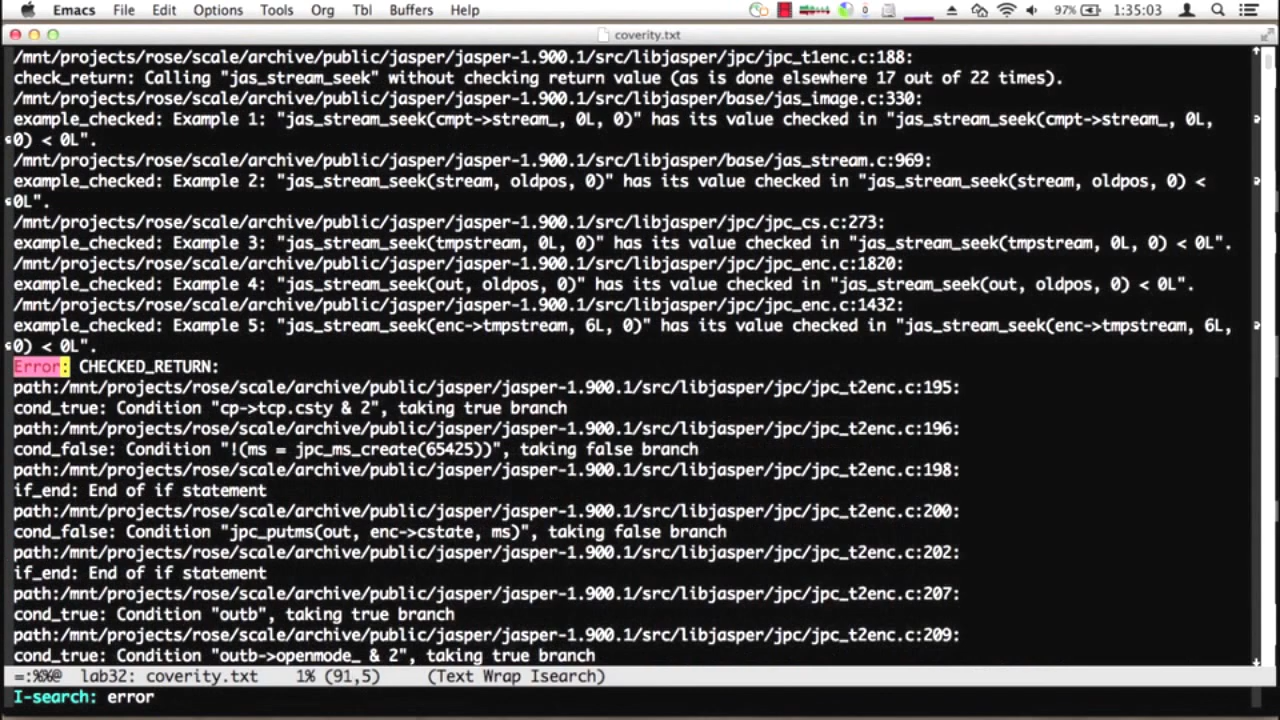 Emacs File Edit Options Tools Org Tbl Buffers Help 97% 1:35:03
coverity.txt
/mnt/projects/rose/scale/archive/public/jasper/jasper-1.900.1/src/libjasper/jpc/jpc_t1enc.c:188:
check_return: Calling "jas_stream_seek" without checking return value (as is done elsewhere 17 out of 22 times).
/mnt/projects/rose/scale/archive/public/jasper/jasper-1.900.1/src/libjasper/base/jas_image.c:330:
example_checked: Example 1: "jas_stream_seek(cmpt->stream_, 0L, 0)" has its value checked in "jas_stream_seek(cmpt->stream_, 0L,
0) < 0L".
/mnt/projects/rose/scale/archive/public/jasper/jasper-1.900.1/src/libjasper/base/jas_stream.c:969:
example_checked: Example 2: "jas_stream_seek(stream, oldpos, 0)" has its value checked in "jas_stream_seek(stream, oldpos, 0) <
0L".
/mnt/projects/rose/scale/archive/public/jasper/jasper-1.900.1/src/libjasper/jpc/jpc_cs.c:273:
example_checked: Example 3: "jas_stream_seek(tmpstream, 0L, 0)" has its value checked in "jas_stream_seek(tmpstream, 0L, 0) < 0L".
/mnt/projects/rose/scale/archive/public/jasper/jasper-1.900.1/src/libjasper/jpc/jpc_enc.c:1820:
example_checked: Example 4: "jas_stream_seek(out, oldpos, 0)" has its value checked in "jas_stream_seek(out, oldpos, 0) < 0L".
/mnt/projects/rose/scale/archive/public/jasper/jasper-1.900.1/src/libjasper/jpc/jpc_enc.c:1432:
example_checked: Example 5: "jas_stream_seek(enc->tmpstream, 6L, 0)" has its value checked in "jas_stream_seek(enc->tmpstream, 6L,
0) < 0L".
Error: CHECKED_RETURN:
path:/mnt/projects/rose/scale/archive/public/jasper/jasper-1.900.1/src/libjasper/jpc/jpc_t2enc.c:195:
cond_true: Condition "cp->tcp.csty & 2", taking true branch
path:/mnt/projects/rose/scale/archive/public/jasper/jasper-1.900.1/src/libjasper/jpc/jpc_t2enc.c:196:
cond_false: Condition "!(ms = jpc_ms_create(65425))", taking false branch
path:/mnt/projects/rose/scale/archive/public/jasper/jasper-1.900.1/src/libjasper/jpc/jpc_t2enc.c:198:
if_end: End of if statement
path:/mnt/projects/rose/scale/archive/public/jasper/jasper-1.900.1/src/libjasper/jpc/jpc_t2enc.c:200:
cond_false: Condition "jpc_putms(out, enc->cstate, ms)", taking false branch
path:/mnt/projects/rose/scale/archive/public/jasper/jasper-1.900.1/src/libjasper/jpc/jpc_t2enc.c:202:
if_end: End of if statement
path:/mnt/projects/rose/scale/archive/public/jasper/jasper-1.900.1/src/libjasper/jpc/jpc_t2enc.c:207:
cond_true: Condition "outb", taking true branch
path:/mnt/projects/rose/scale/archive/public/jasper/jasper-1.900.1/src/libjasper/jpc/jpc_t2enc.c:209:
cond_true: Condition "outb->openmode_ & 2", taking true branch
=:%%@ lab32: coverity.txt 1% (91,5) (Text Wrap Isearch)
I-search: error